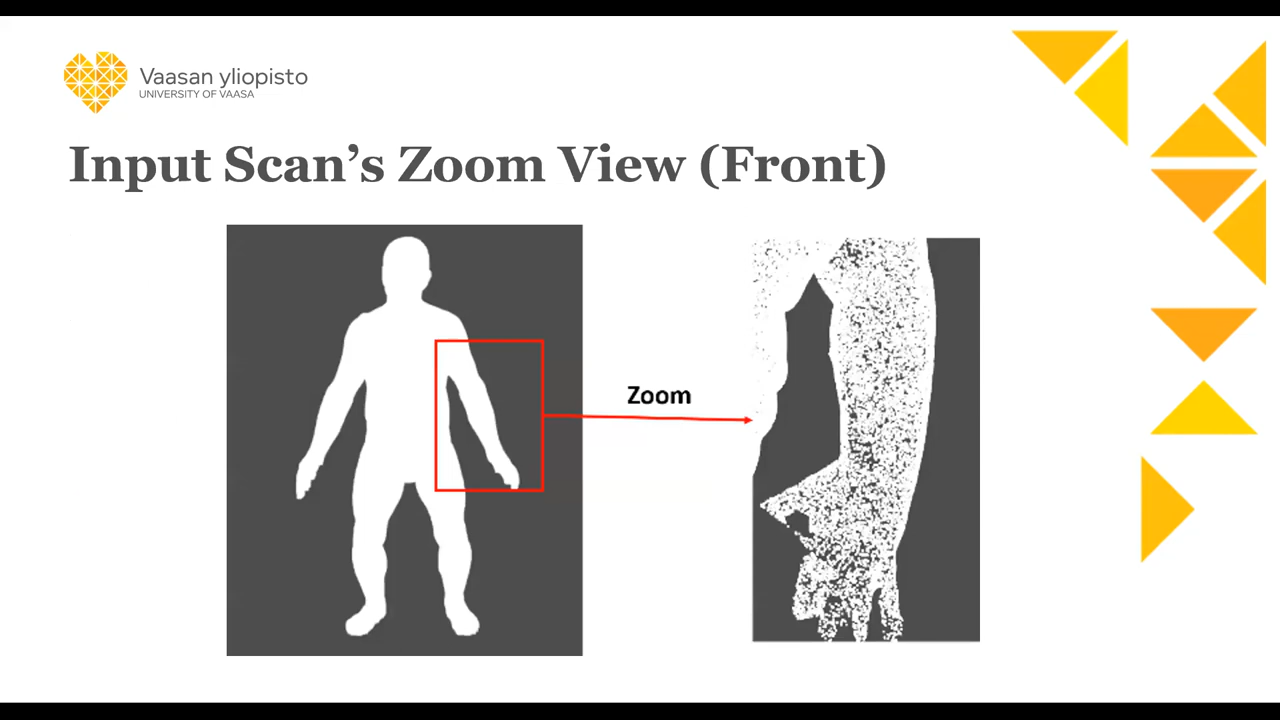 Vaasan yliopisto
UNIVERSITY OF VAASA
Input Scan’s Zoom View (Front)
Zoom